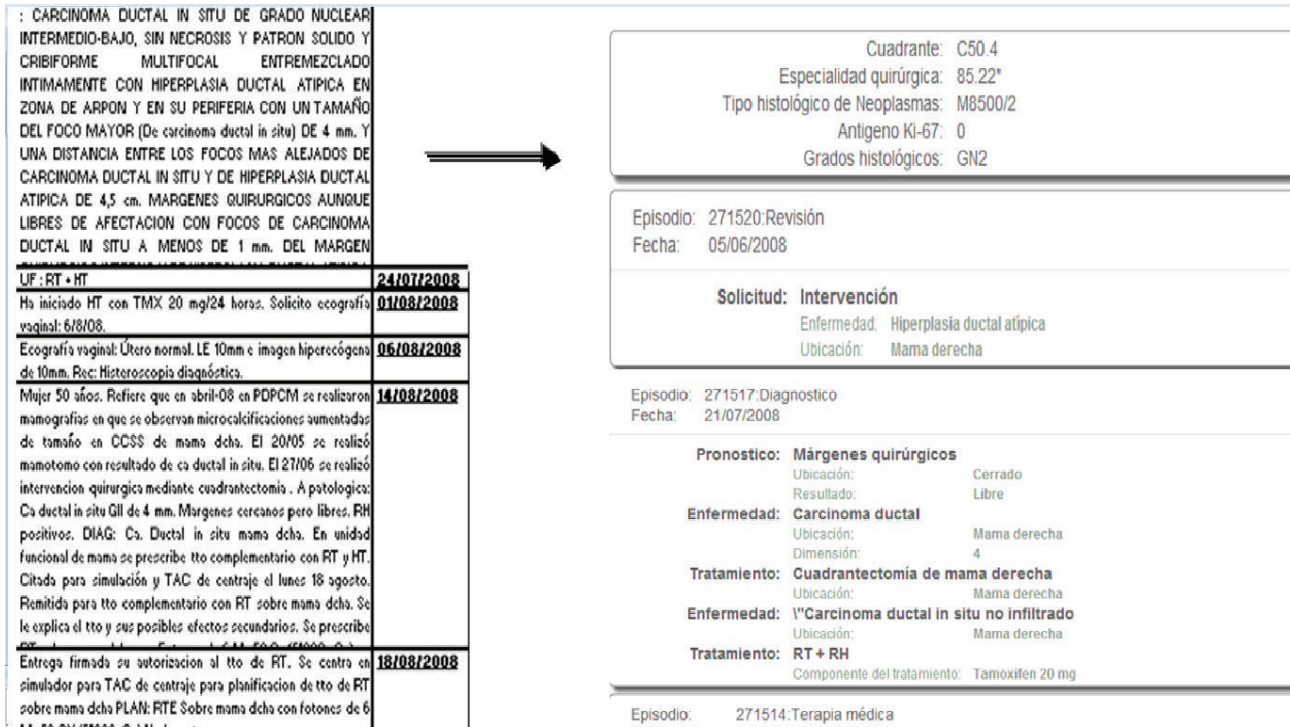 : CARCINOMA DUCTAL IN SITU DE GRADO NUCLEAR
INTERMEDIO-BAJO, SIN NECROSIS Y PATRON SOLIDO Y
CRIBIFORME MULTIFOCAL ENTREMEZCLADO
INTIMAMENTE CON HIPERPLASIA DUCTAL ATIPICA EN
ZONA DE ARPON Y EN SU PERIFERIA CON UN TAMAÑO
DEL FOCO MAYOR (De carcinoma ductal in situ) DE 4 mm. Y
UNA DISTANCIA ENTRE LOS FOCOS MAS ALEJADOS DE
CARCINOMA DUCTAL IN SITU Y DE HIPERPLASIA DUCTAL
ATIPICA DE 4,5 cm. MARGENES QUIRURGICOS AUNQUE
LIBRES DE AFECTACION CON FOCOS DE CARCINOMA
DUCTAL IN SITU A MENOS DE 1 mm. DEL MARGEN
UF : RT + HT 24/07/2008
Ha iniciado HT con TMX 20 mg/24 horas. Solicito ecografía 01/08/2008
vaginal: 6/8/08.
Ecografía vaginal: Útero normal. LE 10mm e imagen hiperecógena 06/08/2008
de 10mm. Rec: Histeroscopia diagnóstica.
Mujer 50 años. Refiere que en abril-08 en PDPCM se realizaron 14/08/2008
mamografias en que se observan microcalcificaciones aumentadas
de tamaño en CCSS de mama dcha. El 20/05 se realizó
mamotomo con resultado de ca ductal in situ. El 27/06 se realizó
intervencion quirurgica mediante cuadrantectomia . A patologica:
Ca ductal in situ GII de 4 mm. Margenes cercanos pero libres. RH
positivos. DIAG: Ca. Ductal in situ mama dcha. En unidad
funcional de mama se prescribe tto complementario con RT y HT.
Citada para simulación y TAC de centraje el lunes 18 agosto.
Remitida para tto complementario con RT sobre mama dcha. Se
le explica el tto y sus posibles efectos secundarios. Se prescribe
Entrega firmada su autorizacion al tto de RT. Se centra en 18/08/2008
simulador para TAC de centraje para planificacion de tto de RT
sobre mama dcha PLAN: RTE Sobre mama dcha con fotones de 6
Cuadrante: C50.4
Especialidad quirúrgica: 85.22*
Tipo histológico de Neoplasmas: M8500/2
Antigeno Ki-67: 0
Grados histológicos: GN2
Episodio: 271520:Revisión
Fecha: 05/06/2008
Solicitud: Intervención
Enfermedad: Hiperplasia ductal atípica
Ubicación: Mama derecha
Episodio: 271517:Diagnostico
Fecha: 21/07/2008
Pronostico: Márgenes quirúrgicos
Ubicación: Cerrado
Resultado: Libre
Enfermedad: Carcinoma ductal
Ubicación: Mama derecha
Dimensión: 4
Tratamiento: Cuadrantectomía de mama derecha
Ubicación: Mama derecha
Enfermedad: \"Carcinoma ductal in situ no infiltrado
Ubicación: Mama derecha
Tratamiento: RT + RH
Componente del tratamiento: Tamoxifen 20 mg
Episodio: 271514:Terapia médica